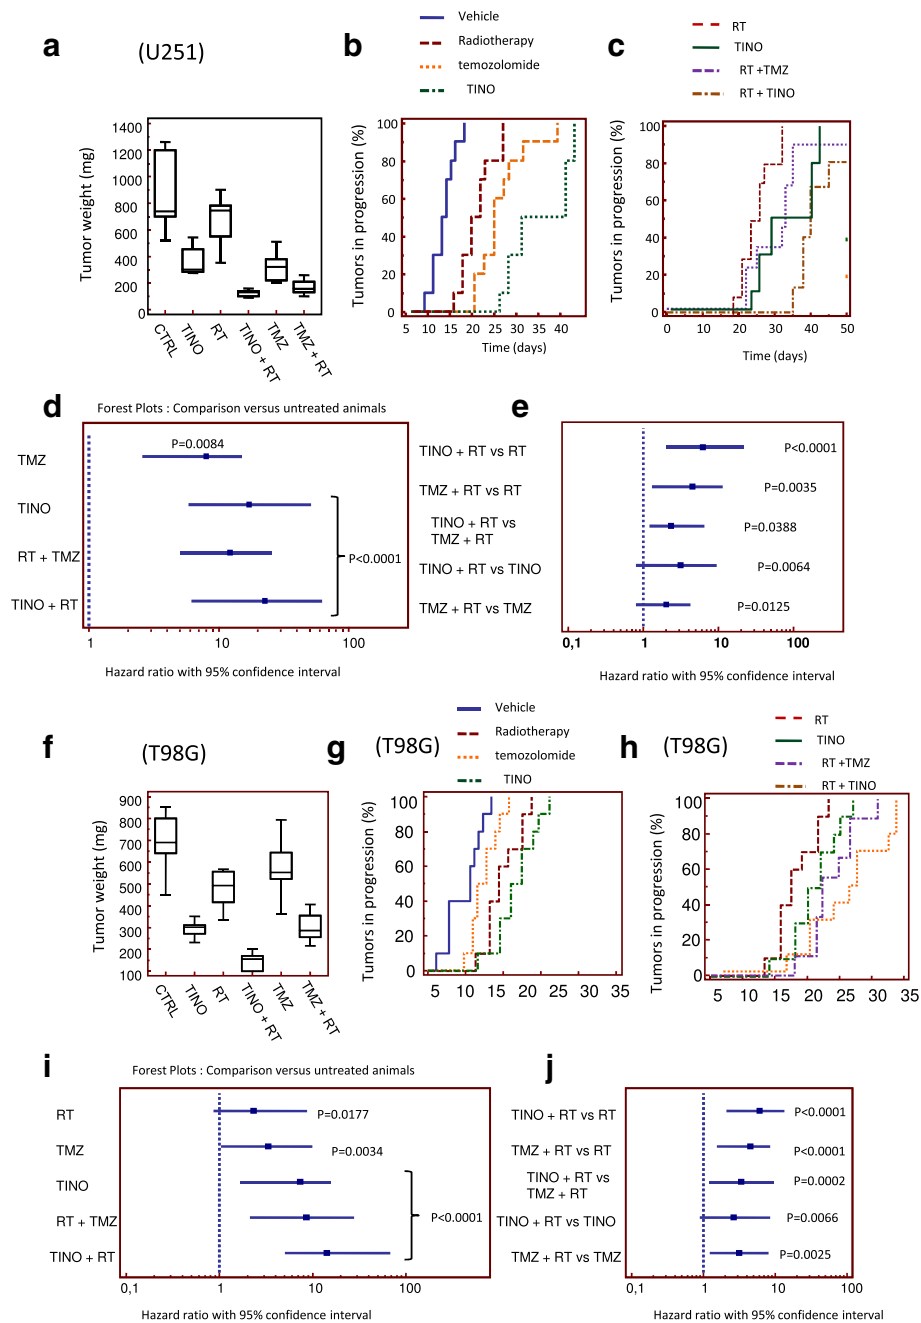 a
(U251)
Tumor weight (mg)
1400
1200
1000
800
600
400
200
0
CTRL
TINO
RT
TINO + RT
TMZ
TMZ + RT
b
Vehicle
Radiotherapy
temozolomide
TINO
Tumors in progression (%)
100
80
60
40
20
0
5 10 15 20 25 30 35 40
Time (days)
c
RT
TINO
RT +TMZ
RT + TINO
Tumors in progression (%)
100
80
60
40
20
0
0 10 20 30 40 50
Time (days)
d
Forest Plots : Comparison versus untreated animals
TMZ
P=0.0084
TINO
RT + TMZ
TINO + RT
P<0.0001
1 10 100
Hazard ratio with 95% confidence interval
e
TINO + RT vs RT
P<0.0001
TMZ + RT vs RT
P=0.0035
TINO + RT vs
TMZ + RT
P=0.0388
TINO + RT vs TINO
P=0.0064
TMZ + RT vs TMZ
P=0.0125
0,1 1 10 100
Hazard ratio with 95% confidence interval
f
(T98G)
Tumor weight (mg)
900
800
700
600
500
400
300
200
100
CTRL
TINO
RT
TINO + RT
TMZ
TMZ + RT
g
(T98G)
Vehicle
Radiotherapy
temozolomide
TINO
Tumors in progression (%)
100
80
60
40
20
0
5 10 15 20 25 30 35
h
(T98G)
RT
TINO
RT +TMZ
RT + TINO
Tumors in progression (%)
100
80
60
40
20
0
5 10 15 20 25 30 35
i
Forest Plots : Comparison versus untreated animals
RT
P=0.0177
TMZ
P=0.0034
TINO
RT + TMZ
TINO + RT
P<0.0001
0,1 1 10 100
Hazard ratio with 95% confidence interval
j
TINO + RT vs RT
P<0.0001
TMZ + RT vs RT
P<0.0001
TINO + RT vs
TMZ + RT
P=0.0002
TINO + RT vs TINO
P=0.0066
TMZ + RT vs TMZ
P=0.0025
0,1 1 10 100
Hazard ratio with 95% confidence interval